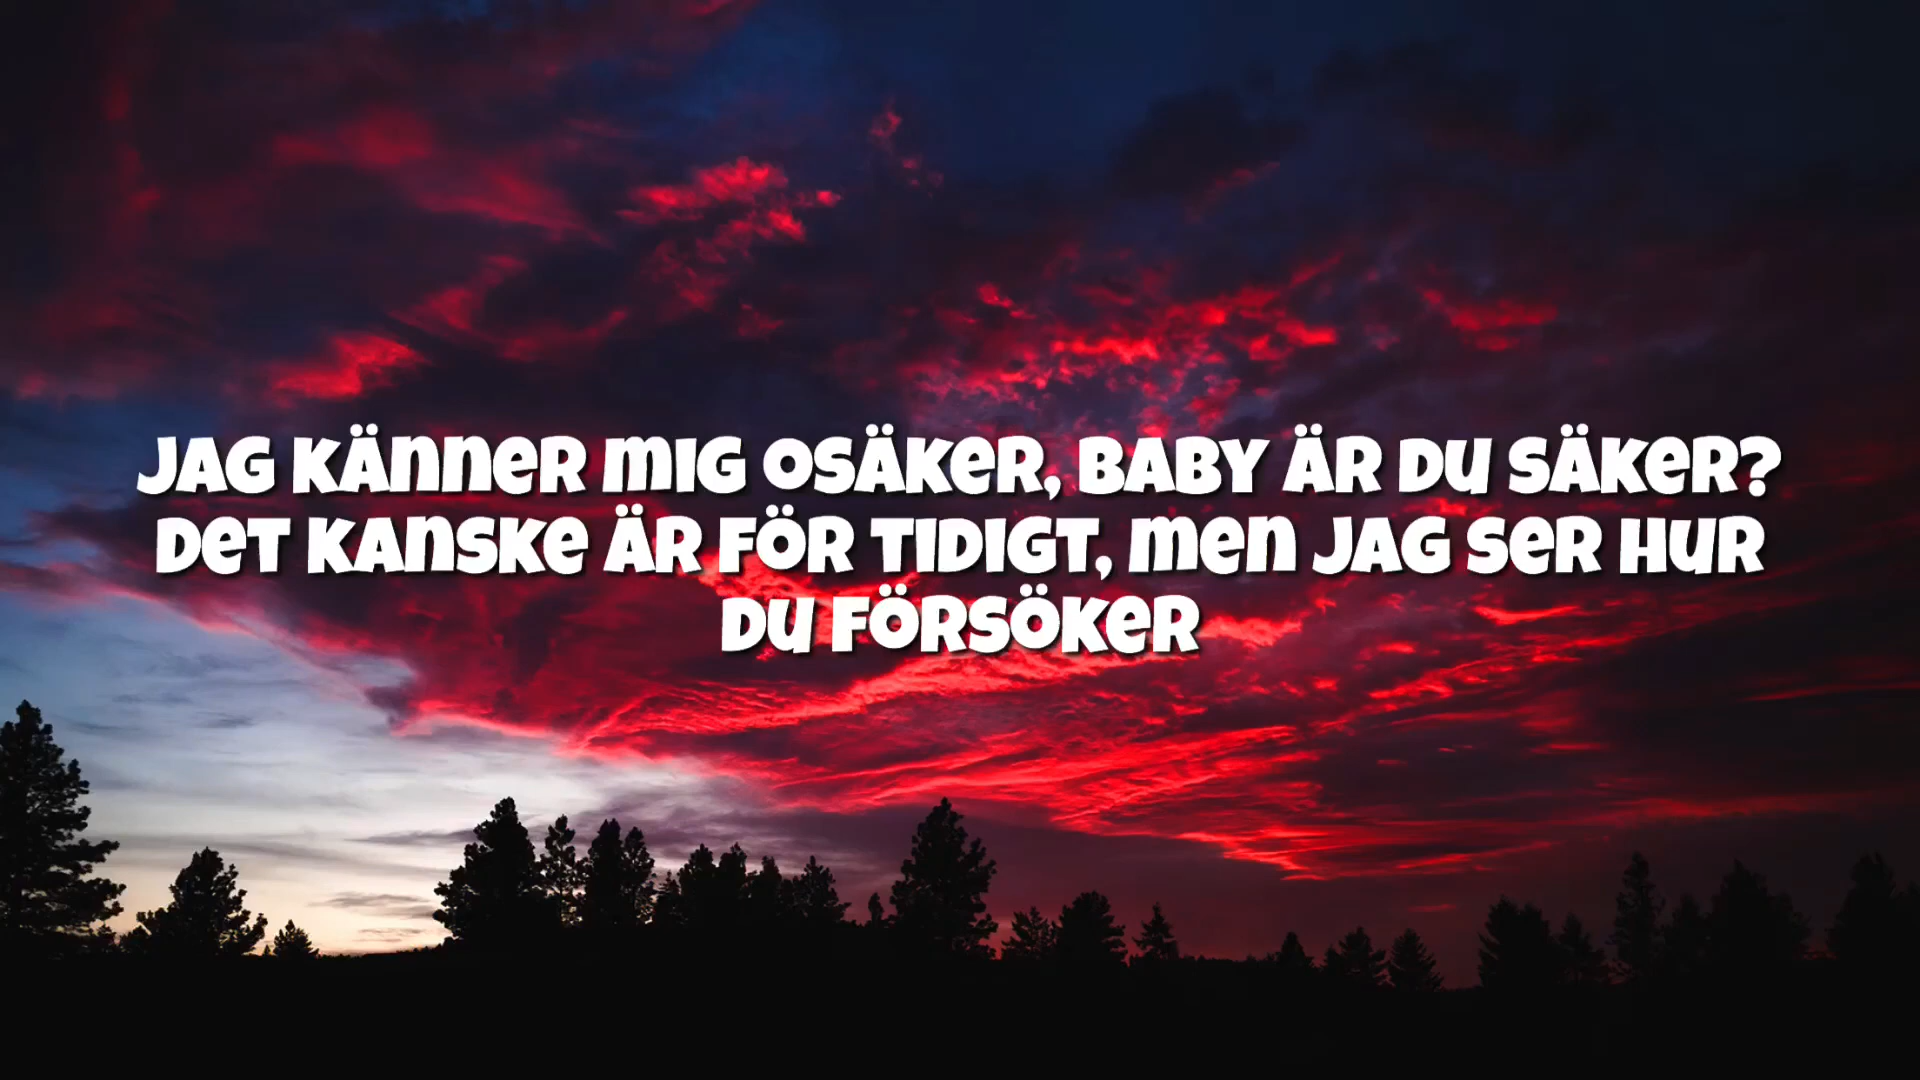 Jag känner mig osäker, baby är du säker?
Det kanske är för tidigt, men jag ser hur
du försöker